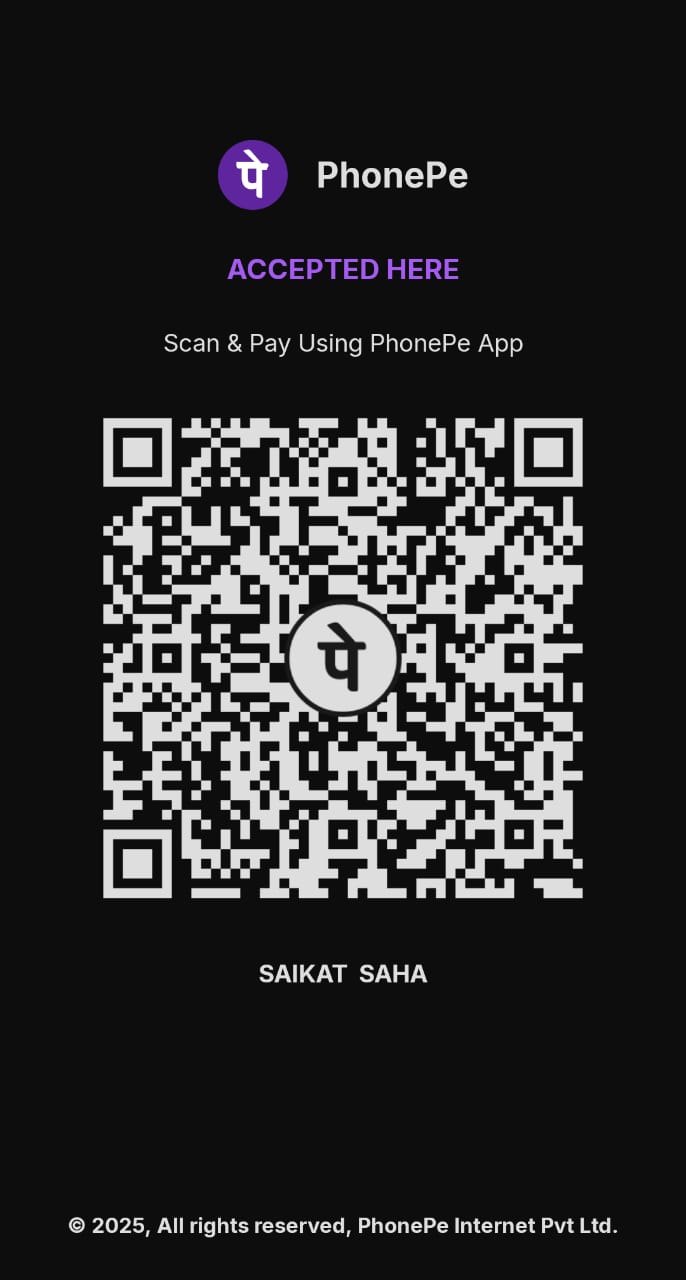 पे PhonePe
ACCEPTED HERE
Scan & Pay Using PhonePe App
पे
SAIKAT SAHA
© 2025, All rights reserved, PhonePe Internet Pvt Ltd.